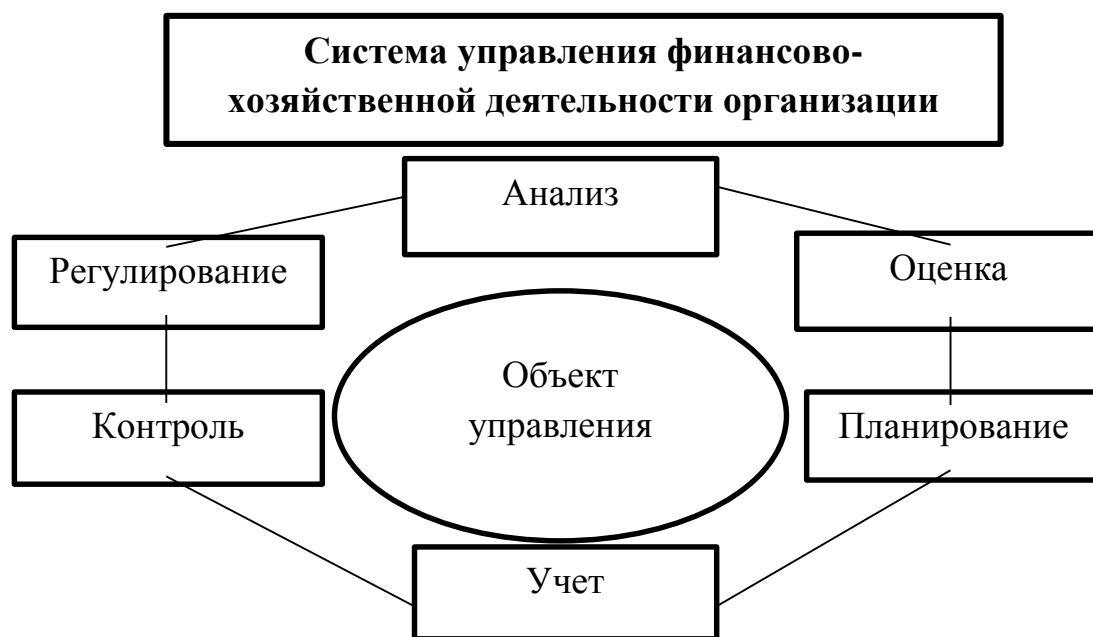 Система управления финансово-
хозяйственной деятельности организации
Анализ
Регулирование
Оценка
Объект
управления
Контроль
Планирование
Учет